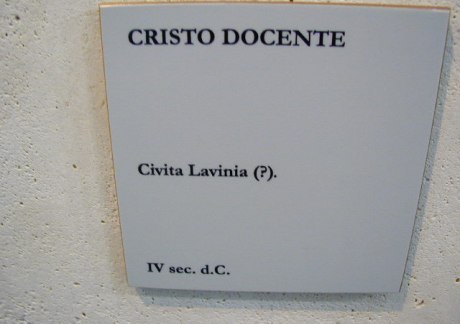 CRISTO DOCENTE
Civita Lavinia (?).
IV sec. d.C.